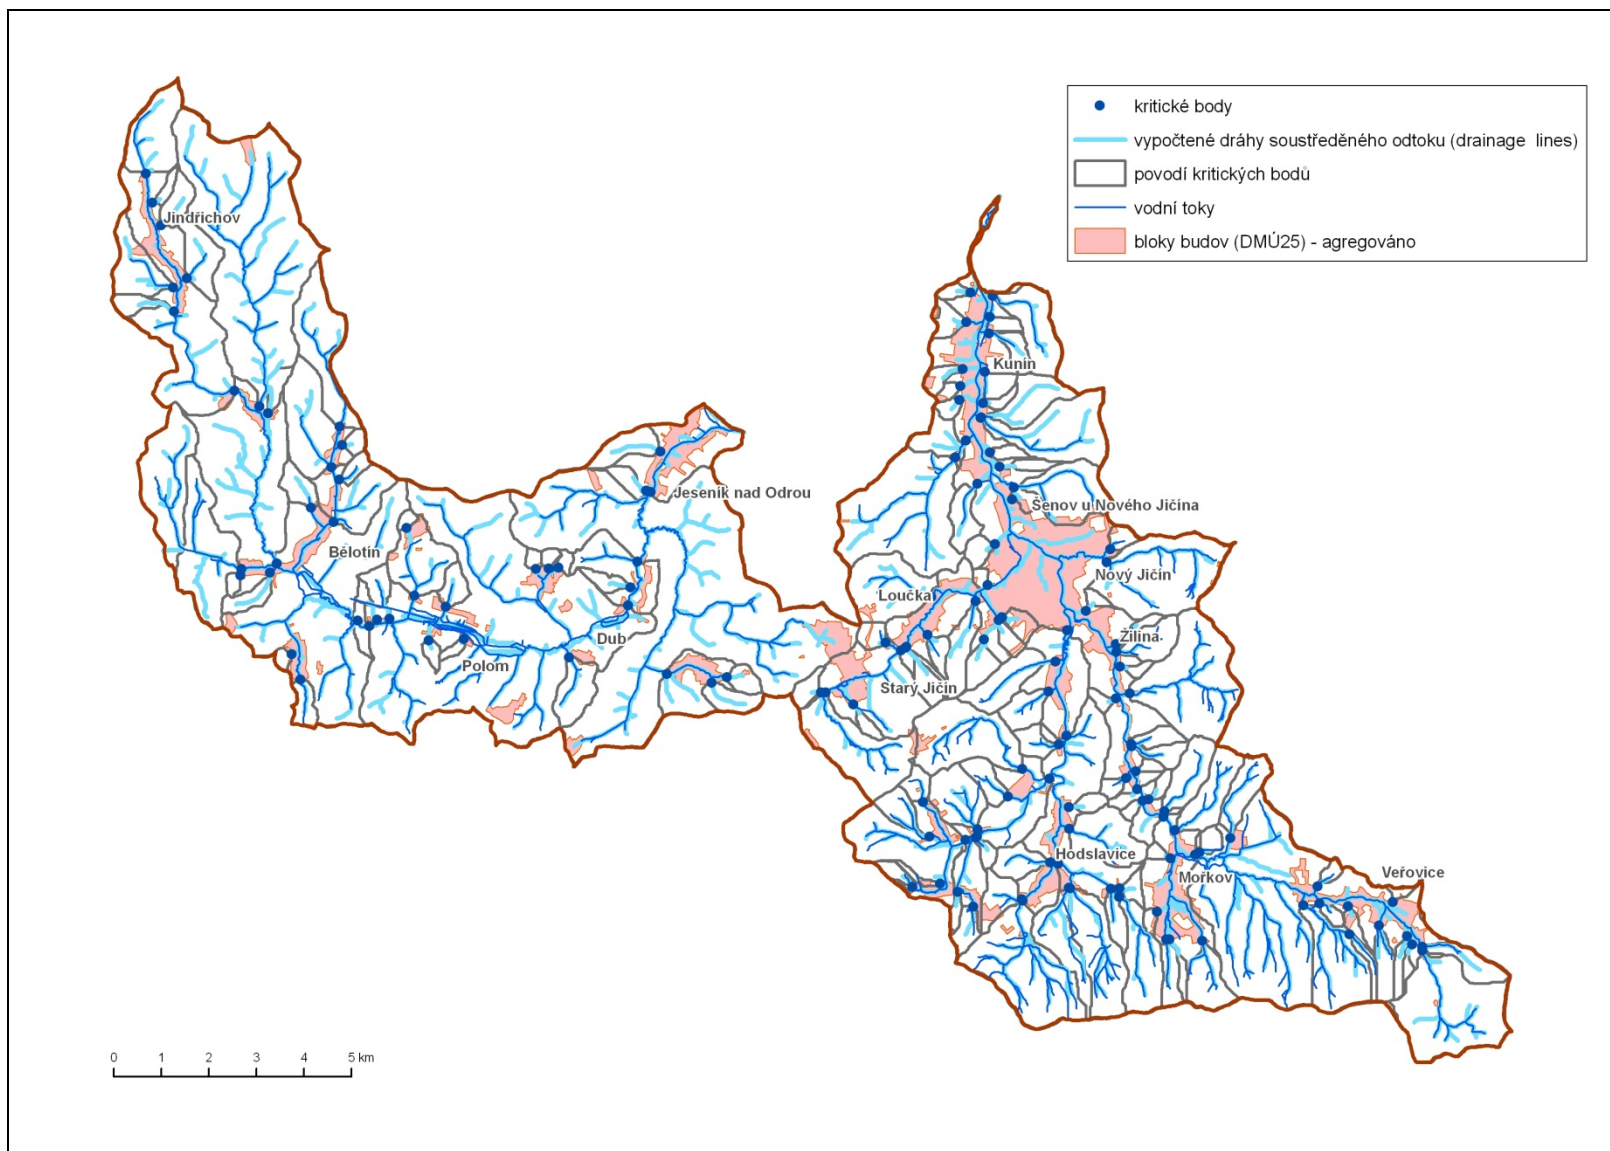 kritické body
vypočtené dráhy soustředěného odtoku (drainage lines)
povodí kritických bodů
vodní toky
bloky budov (DMÚ25) - agregováno
Jindřichov
Kunín
Jeseník nad Odrou
Šenov u Nového Jičína
Bělotín
Nový Jičín
Loučka
Dub
Žilina
Polom
Starý Jičín
Hodslavice
Mořkov
Veřovice
0 1 2 3 4 5 km